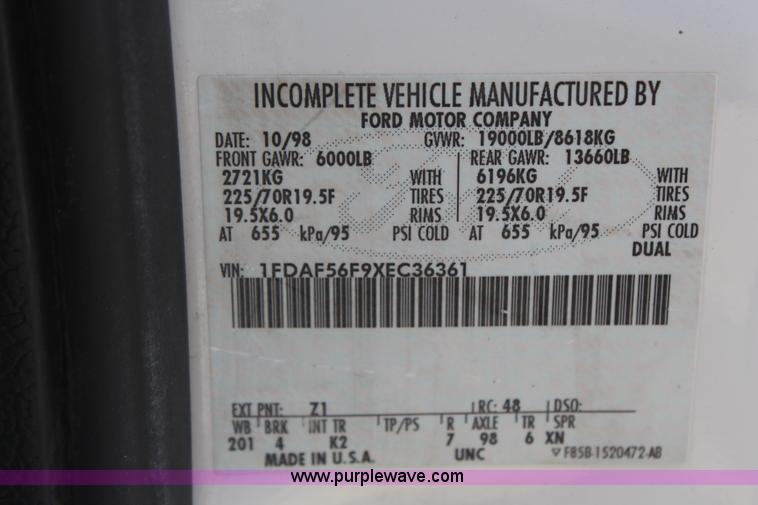 INCOMPLETE VEHICLE MANUFACTURED BY
FORD MOTOR COMPANY
DATE: 10/98 GVWR: 19000LB/8618KG
FRONT GAWR: 6000LB REAR GAWR: 13660LB
2721KG WITH 6196KG WITH
225/70R19.5F TIRES 225/70R19.5F TIRES
19.5X6.0 RIMS 19.5X6.0 RIMS
AT 655 kPa/95 PSI COLD AT 655 kPa/95 PSI COLD
DUAL
VIN: 1FDAF56F9XEC36361
EXT PNT: Z1 RC: 48 DSO:
WB BRK INT TR TP/PS R AXLE TR SPR
201 4 K2 7 98 6 XN
MADE IN U.S.A. UNC F85B-1520472-AB
www.purplewave.com